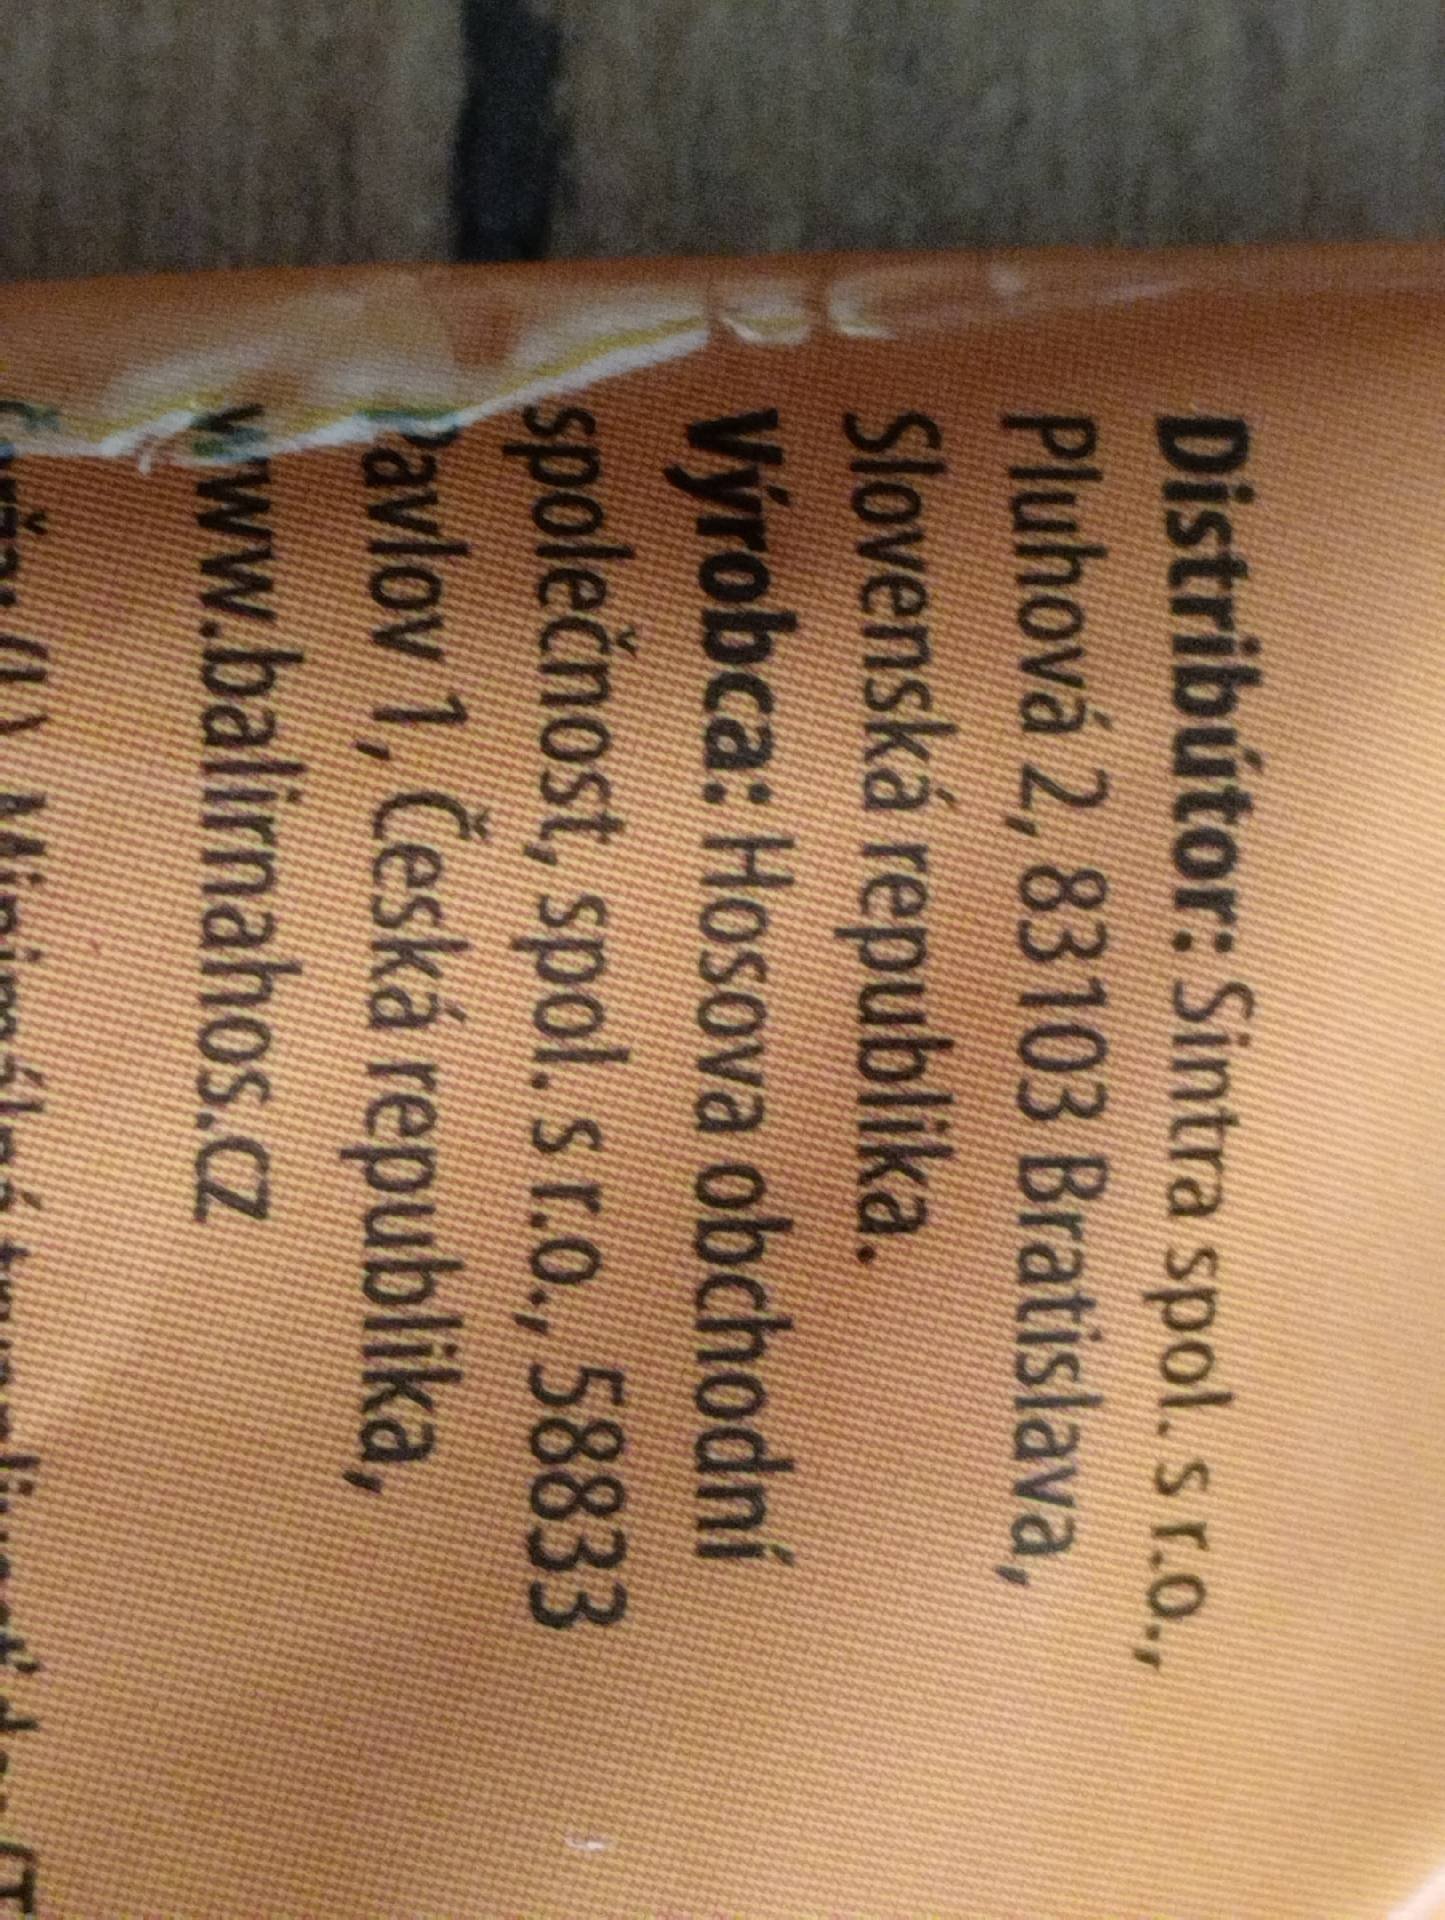 Distribútor: Sintra spol. s r.o.,
Pluhová 2, 83103 Bratislava,
Slovenská republika.
Výrobca: Hosova obchodní
společnost, spol. s r.o., 58833
Pavlov 1, Česká republika,
www.balirnahos.cz